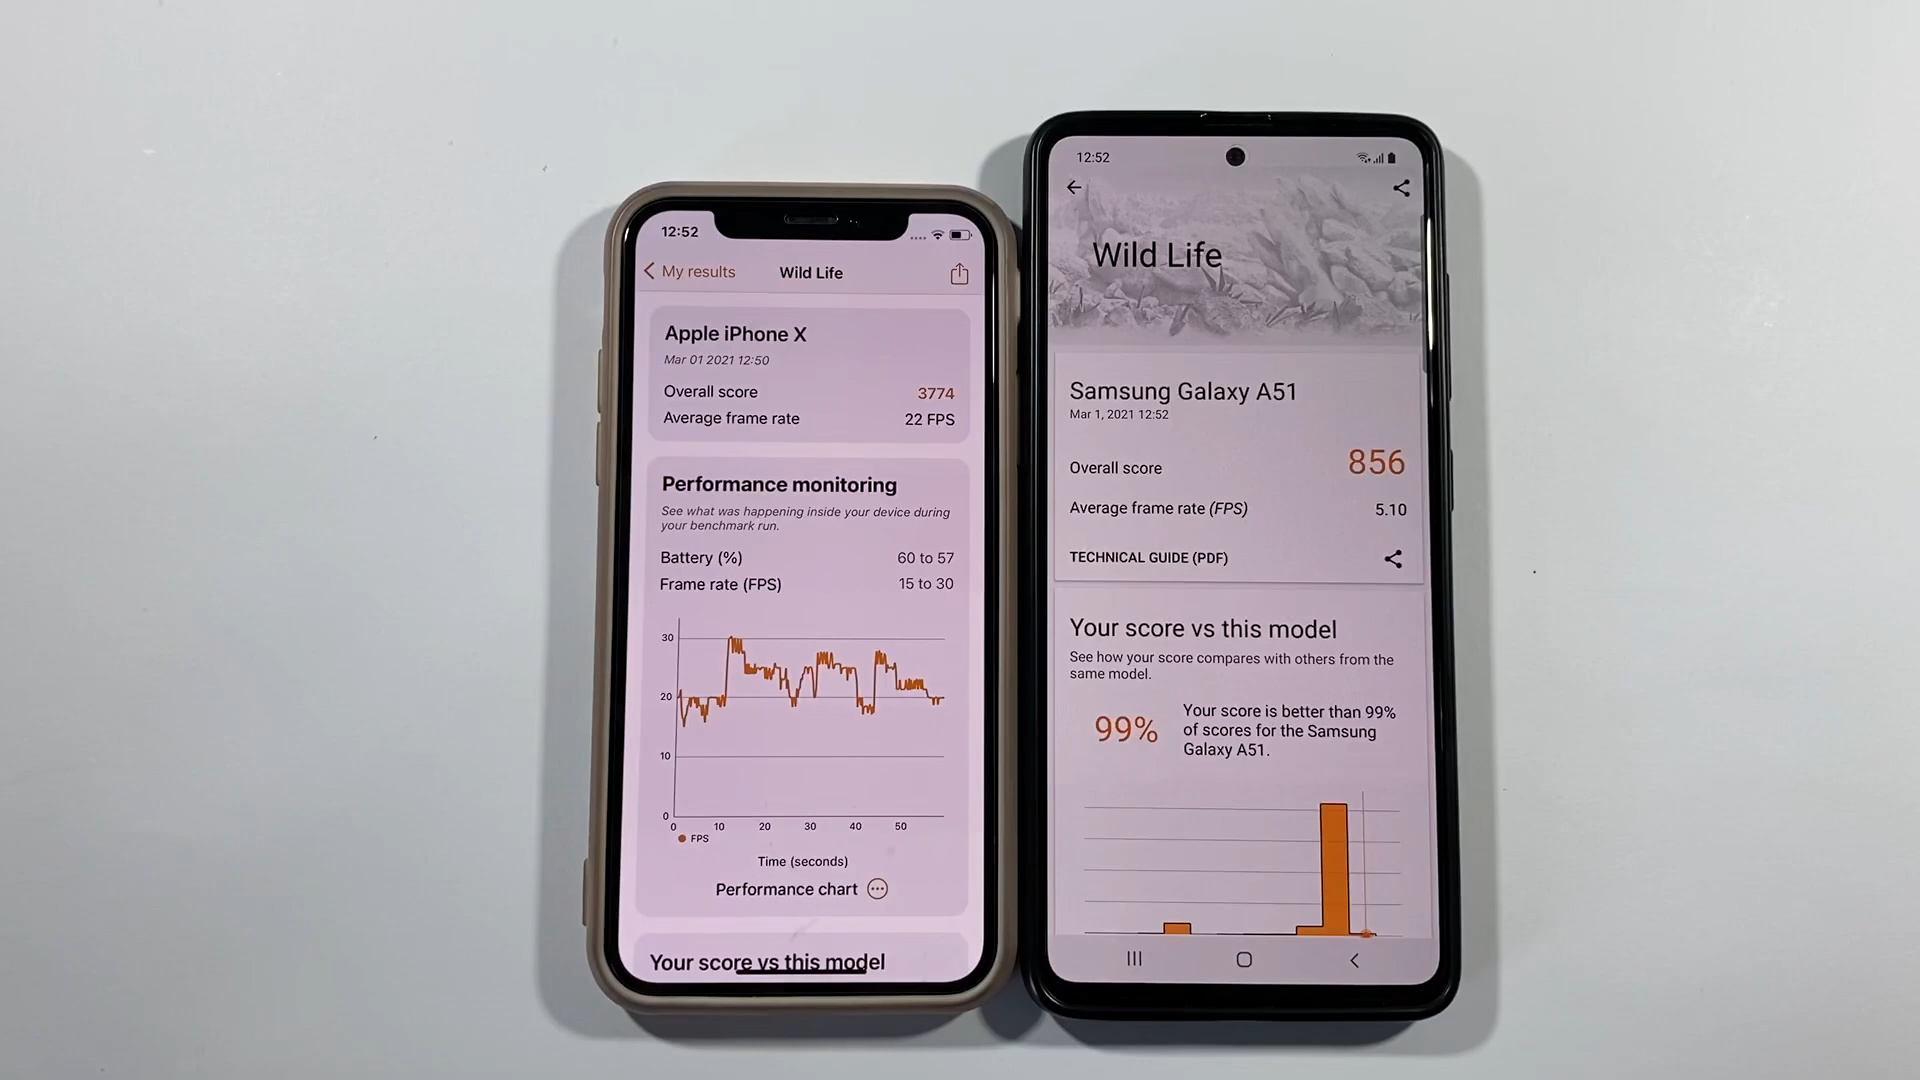 12:52
My results
Wild Life
Apple iPhone X
Mar 01 2021 12:50
Overall score 3774
Average frame rate 22 FPS
Performance monitoring
See what was happening inside your device during
your benchmark run.
Battery (%) 60 to 57
Frame rate (FPS) 15 to 30
30
20
10
0
0 10 20 30 40 50
FPS
Time (seconds)
Performance chart
Your score vs this model
12:52
Wild Life
Samsung Galaxy A51
Mar 1, 2021 12:52
Overall score 856
Average frame rate (FPS) 5.10
TECHNICAL GUIDE (PDF)
Your score vs this model
See how your score compares with others from the
same model.
99%
Your score is better than 99%
of scores for the Samsung
Galaxy A51.